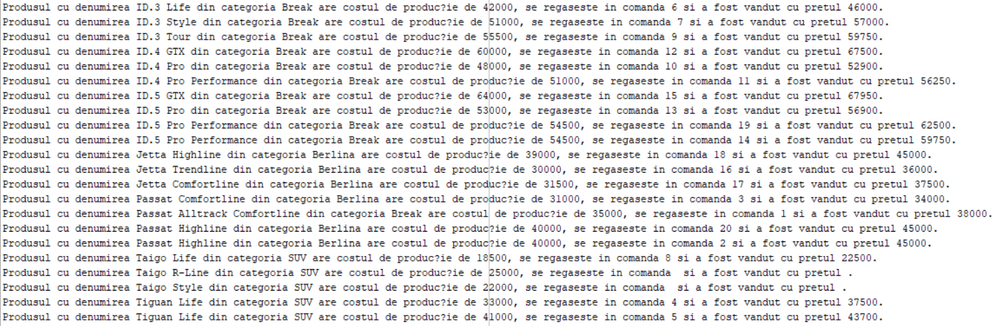 Produsul cu denumirea ID.3 Life din categoria Break are costul de produc?ie de 42000, se regaseste in comanda 6 si a fost vandut cu pretul 46000.
Produsul cu denumirea ID.3 Style din categoria Break are costul de produc?ie de 51000, se regaseste in comanda 7 si a fost vandut cu pretul 57000.
Produsul cu denumirea ID.3 Tour din categoria Break are costul de produc?ie de 55500, se regaseste in comanda 9 si a fost vandut cu pretul 59750.
Produsul cu denumirea ID.4 GTX din categoria Break are costul de produc?ie de 60000, se regaseste in comanda 12 si a fost vandut cu pretul 67500.
Produsul cu denumirea ID.4 Pro din categoria Break are costul de produc?ie de 48000, se regaseste in comanda 10 si a fost vandut cu pretul 52900.
Produsul cu denumirea ID.4 Pro Performance din categoria Break are costul de produc?ie de 51000, se regaseste in comanda 11 si a fost vandut cu pretul 56250.
Produsul cu denumirea ID.5 GTX din categoria Break are costul de produc?ie de 64000, se regaseste in comanda 15 si a fost vandut cu pretul 67950.
Produsul cu denumirea ID.5 Pro din categoria Break are costul de produc?ie de 53000, se regaseste in comanda 13 si a fost vandut cu pretul 56900.
Produsul cu denumirea ID.5 Pro Performance din categoria Break are costul de produc?ie de 54500, se regaseste in comanda 19 si a fost vandut cu pretul 62500.
Produsul cu denumirea ID.5 Pro Performance din categoria Break are costul de produc?ie de 54500, se regaseste in comanda 14 si a fost vandut cu pretul 59750.
Produsul cu denumirea Jetta Highline din categoria Berlina are costul de produc?ie de 39000, se regaseste in comanda 18 si a fost vandut cu pretul 45000.
Produsul cu denumirea Jetta Trendline din categoria Berlina are costul de produc?ie de 30000, se regaseste in comanda 16 si a fost vandut cu pretul 36000.
Produsul cu denumirea Jetta Comfortline din categoria Berlina are costul de produc?ie de 31500, se regaseste in comanda 17 si a fost vandut cu pretul 37500.
Produsul cu denumirea Passat Comfortline din categoria Berlina are costul de produc?ie de 31000, se regaseste in comanda 3 si a fost vandut cu pretul 34000.
Produsul cu denumirea Passat Alltrack Comfortline din categoria Break are costul de produc?ie de 35000, se regaseste in comanda 1 si a fost vandut cu pretul 38000.
Produsul cu denumirea Passat Highline din categoria Berlina are costul de produc?ie de 40000, se regaseste in comanda 20 si a fost vandut cu pretul 45000.
Produsul cu denumirea Passat Highline din categoria Berlina are costul de produc?ie de 40000, se regaseste in comanda 2 si a fost vandut cu pretul 45000.
Produsul cu denumirea Taigo Life din categoria SUV are costul de produc?ie de 18500, se regaseste in comanda 8 si a fost vandut cu pretul 22500.
Produsul cu denumirea Taigo R-Line din categoria SUV are costul de produc?ie de 25000, se regaseste in comanda  si a fost vandut cu pretul .
Produsul cu denumirea Taigo Style din categoria SUV are costul de produc?ie de 22000, se regaseste in comanda  si a fost vandut cu pretul .
Produsul cu denumirea Tiguan Life din categoria SUV are costul de produc?ie de 33000, se regaseste in comanda 4 si a fost vandut cu pretul 37500.
Produsul cu denumirea Tiguan Life din categoria SUV are costul de produc?ie de 41000, se regaseste in comanda 5 si a fost vandut cu pretul 43700.